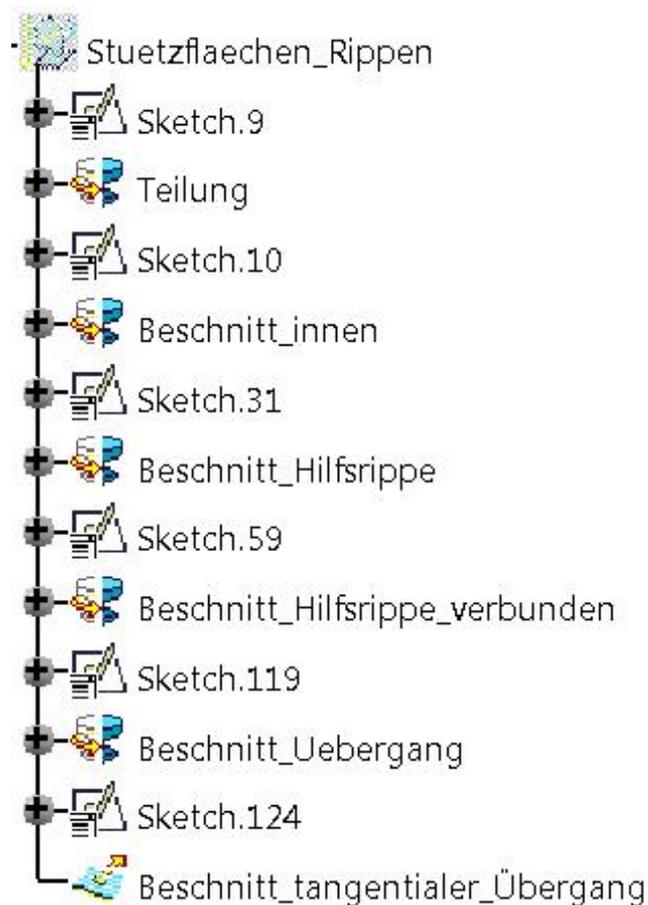 Stuetzflaechen_Rippen
Sketch.9
Teilung
Sketch.10
Beschnitt_innen
Sketch.31
Beschnitt_Hilfsrippe
Sketch.59
Beschnitt_Hilfsrippe_verbunden
Sketch.119
Beschnitt_Uebergang
Sketch.124
Beschnitt_tangentialer_Übergang